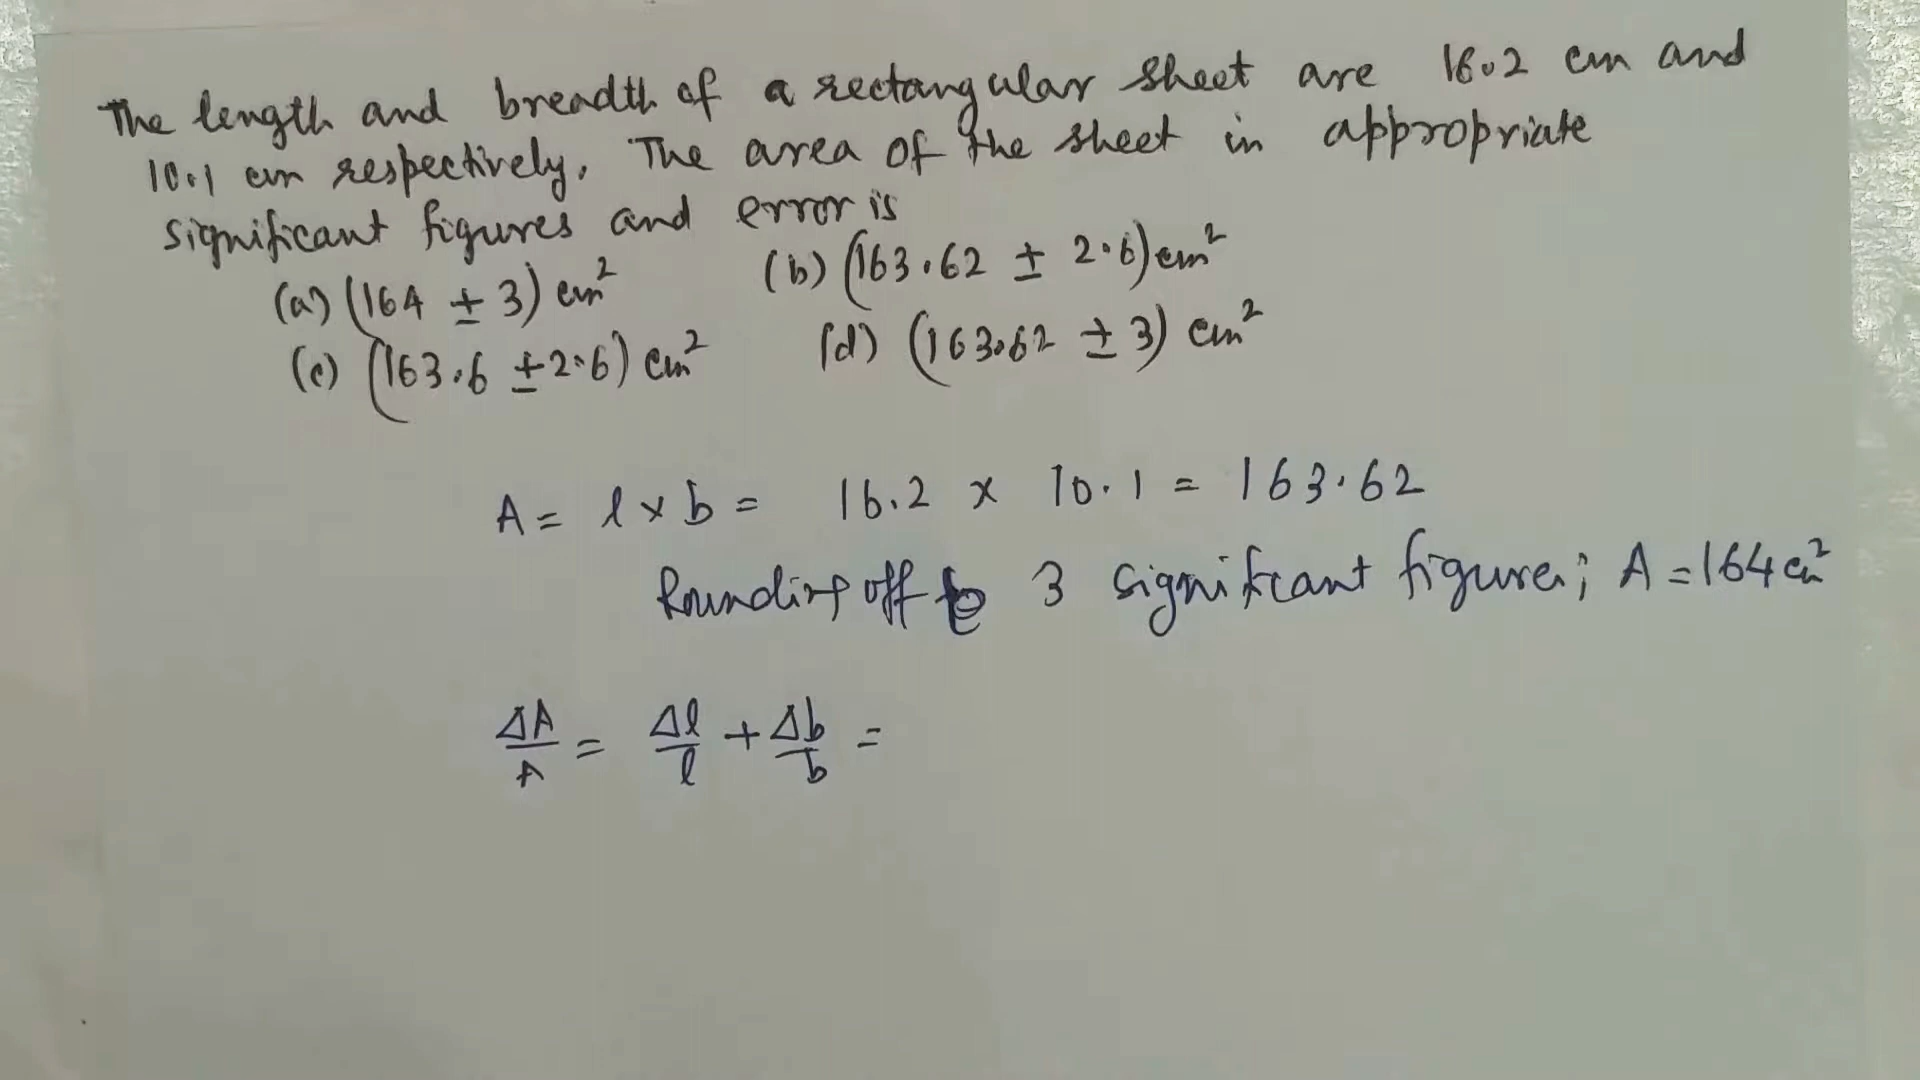 The length and breadth of a rectangular sheet are 16.2 cm and
10.1 cm respectively. The area of the sheet in appropriate
significant figures and error is
(a) (164 ± 3) cm² (b) (163.62 ± 2.6) cm²
(c) (163.6 ± 2.6) cm² (d) (163.62 ± 3) cm²
A = l x b = 16.2 x 10.1 = 163.62
Rounding off to 3 significant figures; A = 164 cm²
ΔA/A = Δl/l + Δb/b =